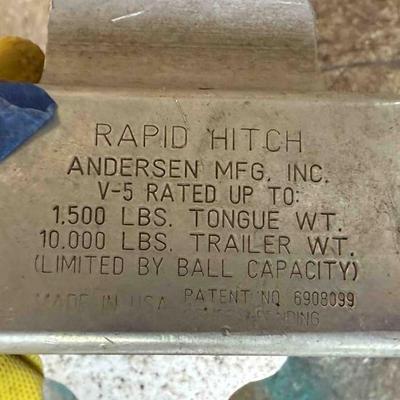 RAPID HITCH
ANDERSEN MFG, INC.
V-5 RATED UP TO:
1.500 LBS. TONGUE WT.
10.000 LBS. TRAILER WT.
(LIMITED BY BALL CAPACITY)
MADE IN USA PATENT NO 6908099
PENDING